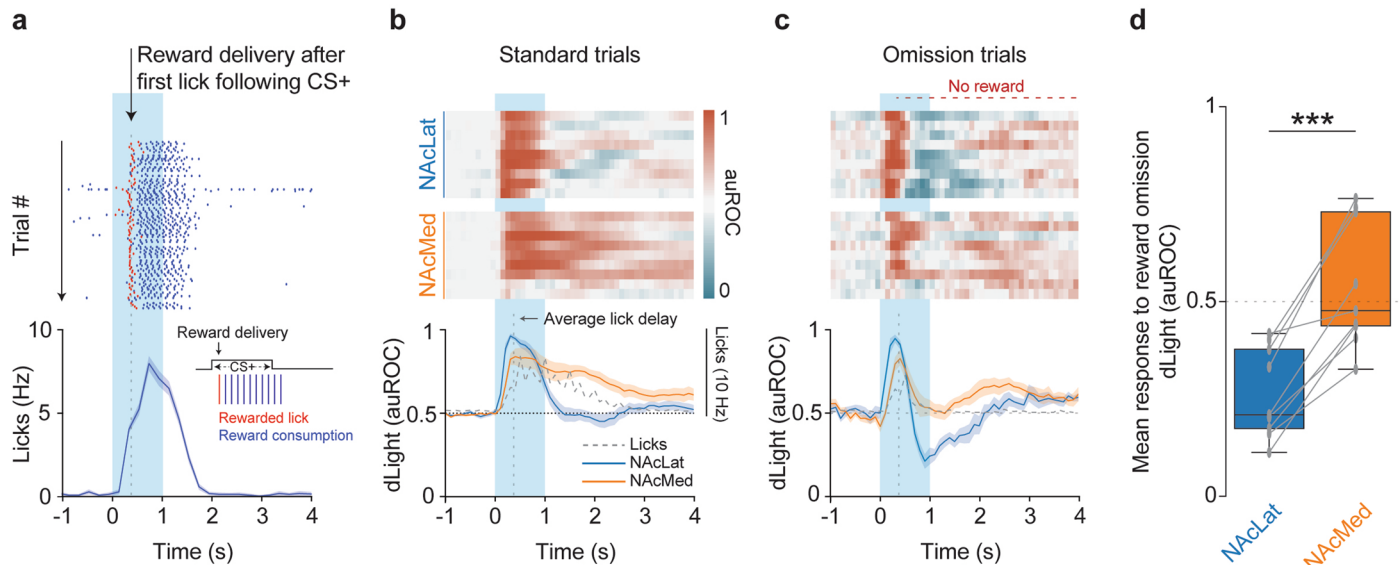 a
Reward delivery after
first lick following CS+
Trial #
10
5
0
Licks (Hz)
Reward delivery
CS+
Rewarded lick
Reward consumption
-1 0 1 2 3 4
Time (s)
b
Standard trials
NAcLat
NAcMed
1
auROC
0
Average lick delay
1
0.5
0
dLight (auROC)
Licks (10 Hz)
Licks
NAcLat
NAcMed
-1 0 1 2 3 4
Time (s)
c
Omission trials
No reward
1
0.5
0
dLight (auROC)
-1 0 1 2 3 4
Time (s)
d
Mean response to reward omission
dLight (auROC)
1
0.5
0
***
NAcLat
NAcMed